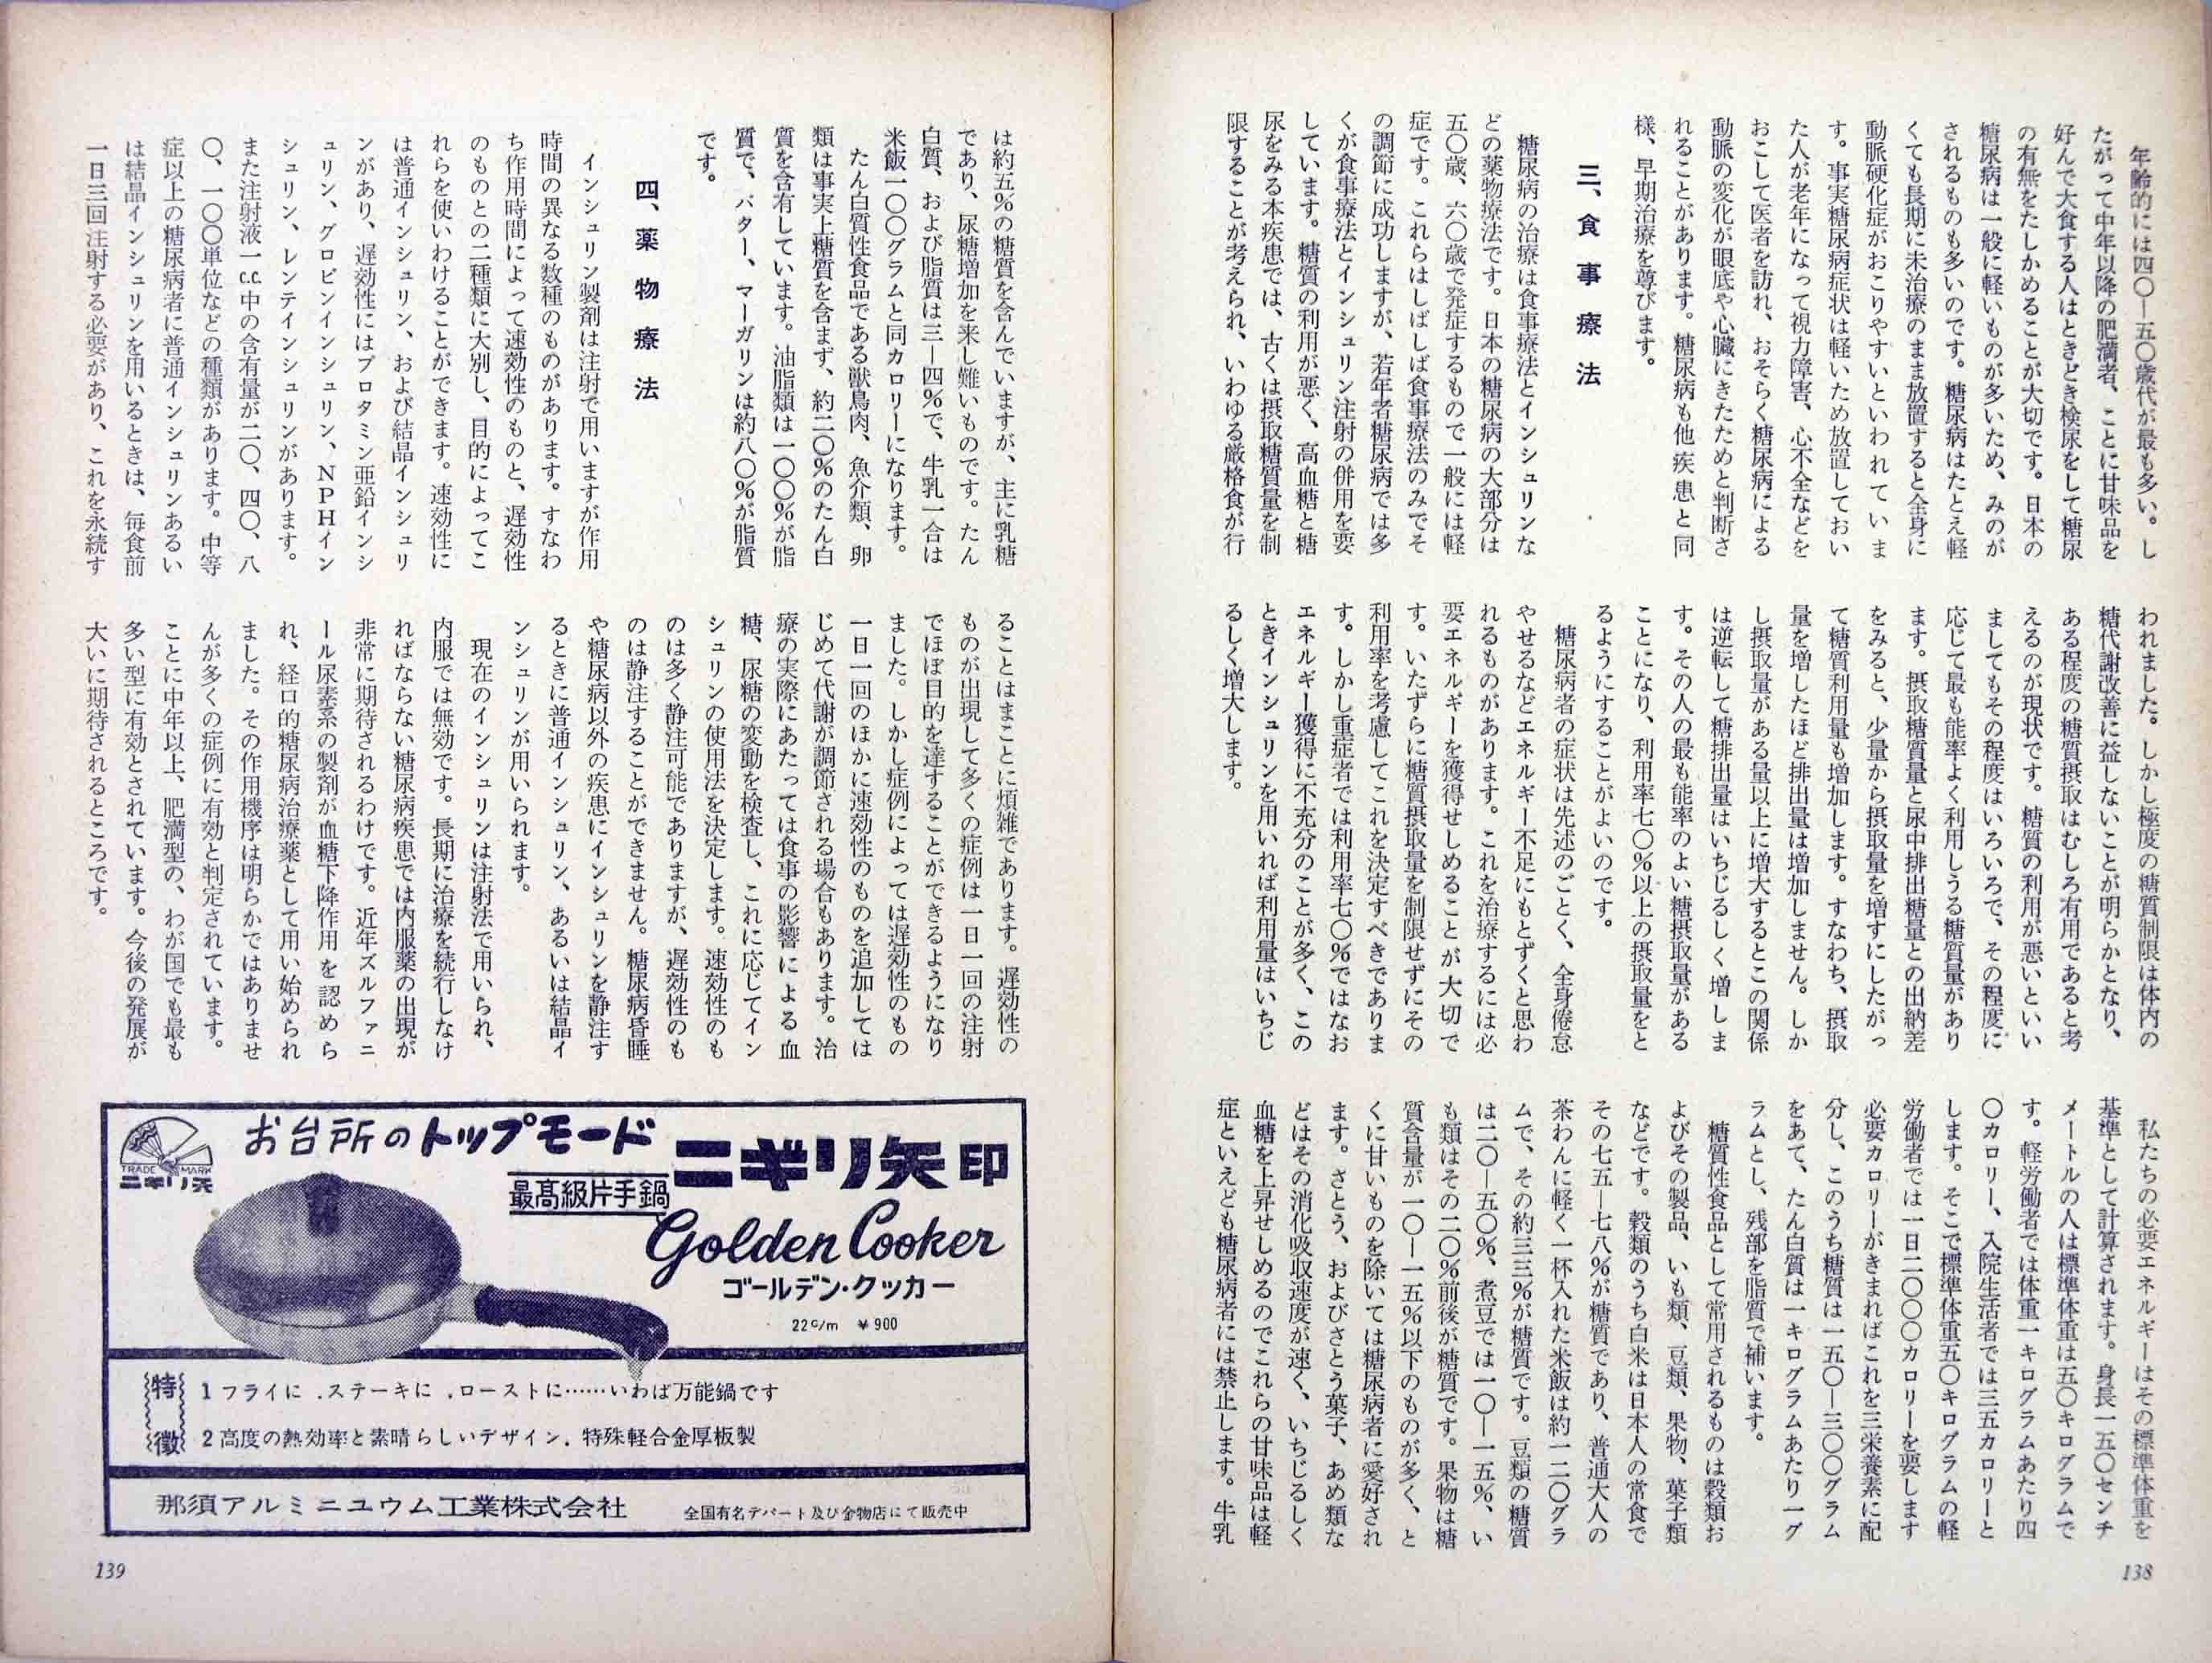 年齢的には四〇―五〇歳代が最も多い。し
たがって中年以降の肥満者、ことに甘味品を
好んで大食する人はときどき検尿をして糖尿
の有無をたしかめることが大切です。日本の
糖尿病は一般に軽いものが多いため、みのが
されるものも多いのです。糖尿病はたとえ軽
くても長期に未治療のまま放置すると全身に
動脈硬化症がおこりやすいといわれていま
す。事実糖尿病症状は軽いため放置しておい
た人が老年になって視力障害、心不全などを
おこして医者を訪れ、おそらく糖尿病による
動脈の変化が眼底や心臓にきたためと判断さ
れることがあります。糖尿病も他疾患と同
様、早期治療を尊びます。
三、食事療法
糖尿病の治療は食事療法とインシュリンな
どの薬物療法です。日本の糖尿病の大部分は
五〇歳、六〇歳で発症するもので一般には軽
症です。これらはしばしば食事療法のみでそ
の調節に成功しますが、若年者糖尿病では多
くが食事療法とインシュリン注射の併用を要
しています。糖質の利用が悪く、高血糖と糖
尿をみる本疾患では、古くは摂取糖質量を制
限することが考えられ、いわゆる厳格食が行
われました。しかし極度の糖質制限は体内の
糖代謝改善に益しないことが明らかとなり、
ある程度の糖質摂取はむしろ有用であると考
えるのが現状です。糖質の利用が悪いといい
ましてもその程度はいろいろで、その程度に
応じて最も能率よく利用しうる糖質量があり
ます。摂取糖質量と尿中排出糖量との出納差
をみると、少量から摂取量を増すにしたがっ
て糖質利用量も増加します。すなわち、摂取
量を増したほど排出量は増加しません。しか
し摂取量がある量以上に増大するとこの関係
は逆転して糖排出量はいちじるしく増しま
す。その人の最も能率のよい糖摂取量がある
ことになり、利用率七〇％以上の摂取量をと
るようにすることがよいのです。
糖尿病者の症状は先述のごとく、全身倦怠
やせるなどエネルギー不足にもとずくと思わ
れるものがあります。これを治療するには必
要エネルギーを獲得せしめることが大切で
す。いたずらに糖質摂取量を制限せずにその
利用率を考慮してこれを決定すべきでありま
す。しかし重症者では利用率七〇％ではなお
エネルギー獲得に不充分のことが多く、この
ときインシュリンを用いれば利用量はいちじ
るしく増大します。
私たちの必要エネルギーはその標準体重を
基準として計算されます。身長一五〇センチ
メートルの人は標準体重は五〇キログラムで
す。軽労働者では体重一キログラムあたり四
〇カロリー、入院生活者では三五カロリーと
します。そこで標準体重五〇キログラムの軽
労働者では一日二〇〇〇カロリーを要します
必要カロリーがきまればこれを三栄養素に配
分し、このうち糖質は一五〇―三〇〇グラム
をあて、たん白質は一キログラムあたり一グ
ラムとし、残部を脂質で補います。
糖質性食品として常用されるものは穀類お
よびその製品、いも類、豆類、果物、菓子類
などです。穀類のうち白米は日本人の常食で
その七五―七八％が糖質であり、普通大人の
茶わんに軽く一杯入れた米飯は約一二〇グラ
ムで、その約三三％が糖質です。豆類の糖質
は二〇―五〇％、煮豆では一〇―一五％、い
も類はその二〇％前後が糖質です。果物は糖
質含量が一〇―一五％以下のものが多く、と
くに甘いものを除いては糖尿病者に愛好され
ます。さとう、およびさとう菓子、あめ類な
どはその消化吸収速度が速く、いちじるしく
血糖を上昇せしめるのでこれらの甘味品は軽
症といえども糖尿病者には禁止します。牛乳
138
は約五％の糖質を含んでいますが、主に乳糖
であり、尿糖増加を来し難いものです。たん
白質、および脂質は三―四％で、牛乳一合は
米飯一〇〇グラムと同カロリーになります。
たん白質性食品である獣鳥肉、魚介類、卵
類は事実上糖質を含まず、約二〇％のたん白
質を含有しています。油脂類は一〇〇％が脂
質で、バター、マーガリンは約八〇％が脂質
です。
四、薬物療法
インシュリン製剤は注射で用いますが作用
時間の異なる数種のものがあります。すなわ
ち作用時間によって速効性のものと、遅効性
のものとの二種類に大別し、目的によってこ
れらを使いわけることができます。速効性に
は普通インシュリン、および結晶インシュリ
ンがあり、遅効性にはプロタミン亜鉛インシ
ュリン、グロビンインシュリン、NPHイン
シュリン、レンテインシュリンがあります。
また注射液一c.c.中の含有量が二〇、四〇、八
〇、一〇〇単位などの種類があります。中等
症以上の糖尿病者に普通インシュリンあるい
は結晶インシュリンを用いるときは、毎食前
一日三回注射する必要があり、これを永続す
ることはまことに煩雑であります。遅効性の
ものが出現して多くの症例は一日一回の注射
でほぼ目的を達することができるようになり
ました。しかし症例によっては遅効性のもの
一日一回のほかに速効性のものを追加しては
じめて代謝が調節される場合もあります。治
療の実際にあたっては食事の影響による血
糖、尿糖の変動を検査し、これに応じてイン
シュリンの使用法を決定します。速効性のも
のは多く静注可能でありますが、遅効性のも
のは静注することができません。糖尿病昏睡
や糖尿病以外の疾患にインシュリンを静注す
るときに普通インシュリン、あるいは結晶イ
ンシュリンが用いられます。
現在のインシュリンは注射法で用いられ、
内服では無効です。長期に治療を続行しなけ
ればならない糖尿病疾患では内服薬の出現が
非常に期待されるわけです。近年ズルファニ
ール尿素系の製剤が血糖下降作用を認めら
れ、経口的糖尿病治療薬として用い始められ
ました。その作用機序は明らかではありませ
んが多くの症例に有効と判定されています。
ことに中年以上、肥満型の、わが国でも最も
多い型に有効とされています。今後の発展が
大いに期待されるところです。
TRADE MARK
ニギリ矢
お台所のトップモード
ニギリ矢印
最高級片手鍋
Golden Cooker
ゴールデン・クッカー
22c/m ￥900
特徴
1 フライに.ステーキに.ローストに……いわば万能鍋です
2 高度の熱効率と素晴らしいデザイン.特殊軽合金厚板製
那須アルミニユウム工業株式会社
全国有名デパート及び金物店にて販売中
139